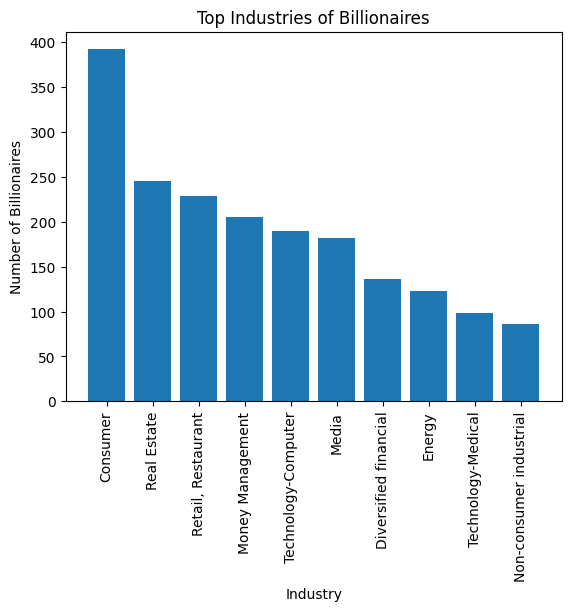 Top Industries of Billionaires
Number of Billionaires
400
350
300
250
200
150
100
50
0
Consumer
Real Estate
Retail, Restaurant
Money Management
Technology-Computer
Media
Diversified financial
Energy
Technology-Medical
Non-consumer industrial
Industry